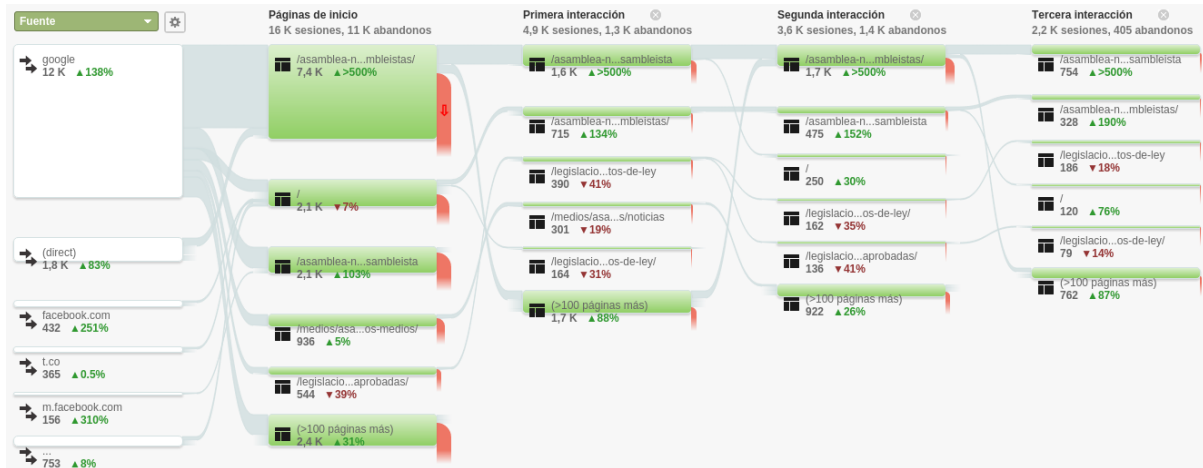 Fuente
Páginas de inicio
16 K sesiones, 11 K abandonos
Primera interacción
4,9 K sesiones, 1,3 K abandonos
Segunda interacción
3,6 K sesiones, 1,4 K abandonos
Tercera interacción
2,2 K sesiones, 405 abandonos
google
12 K ▲138%
(direct)
1,8 K ▲83%
facebook.com
432 ▲251%
t.co
365 ▲0.5%
m.facebook.com
156 ▲310%
...
753 ▲8%
/asamblea-n...mbleistas/
7,4 K ▲>500%
/
2,1 K ▼7%
/asamblea-n...sambleista
2,1 K ▲103%
/medios/asa...os-medios/
936 ▲5%
/legislacio...aprobadas/
544 ▼39%
(>100 páginas más)
2,4 K ▲31%
/asamblea-n...sambleista
1,6 K ▲>500%
/asamblea-n...mbleistas/
715 ▲134%
/legislacio...tos-de-ley
390 ▼41%
/medios/asa...s/noticias
301 ▼19%
/legislacio...os-de-ley/
164 ▼31%
(>100 páginas más)
1,7 K ▲88%
/asamblea-n...mbleistas/
1,7 K ▲>500%
/asamblea-n...sambleista
475 ▲152%
/
250 ▲30%
/legislacio...os-de-ley/
162 ▼35%
/legislacio...aprobadas/
136 ▼41%
(>100 páginas más)
922 ▲26%
/asamblea-n...sambleista
754 ▲>500%
/asamblea-n...mbleistas/
328 ▲190%
/legislacio...tos-de-ley
186 ▼18%
/
120 ▲76%
/legislacio...os-de-ley/
79 ▼14%
(>100 páginas más)
762 ▲87%